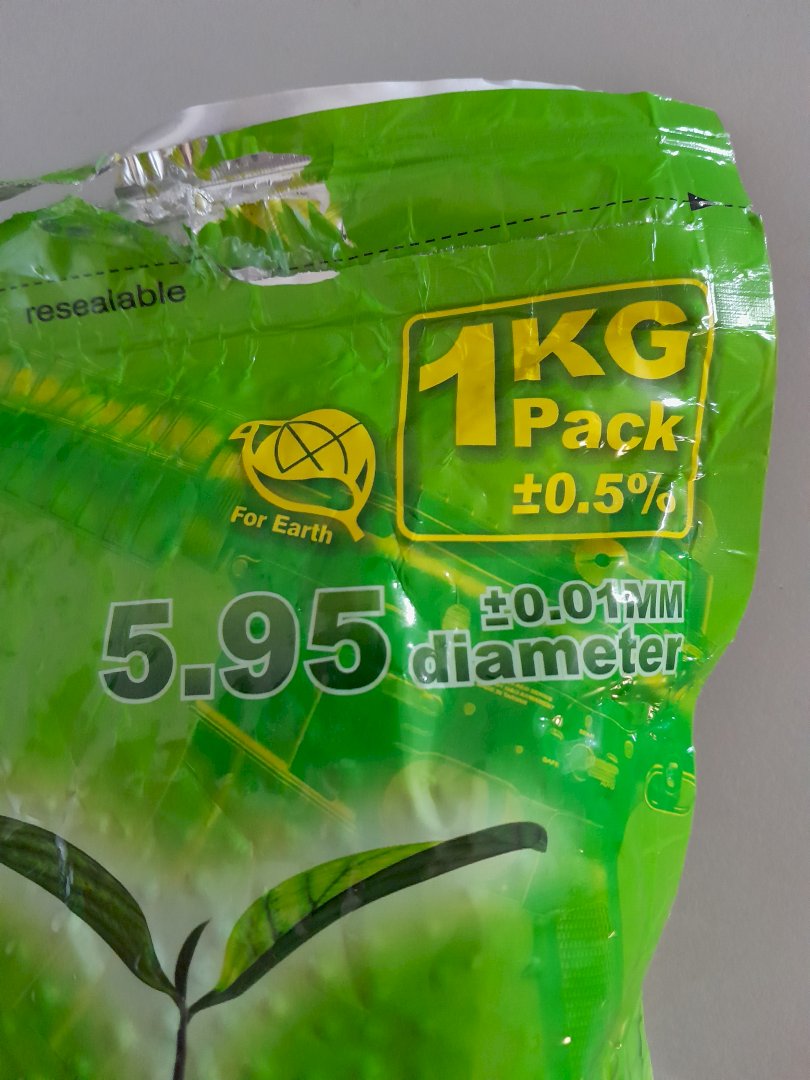 resealable
1KG
Pack
±0.5%
For Earth
5.95 ±0.01MM
diameter